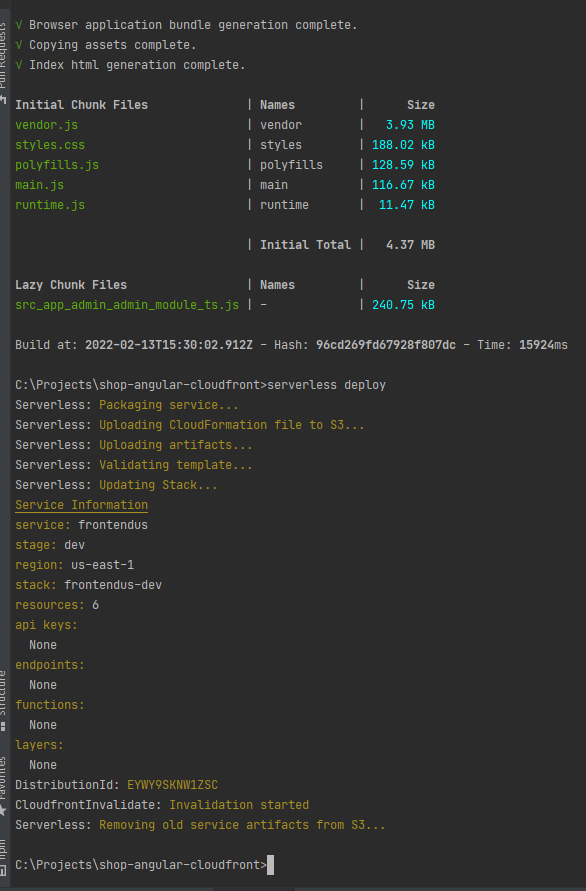 √ Browser application bundle generation complete.
√ Copying assets complete.
√ Index html generation complete.
Initial Chunk Files | Names | Size
vendor.js | vendor | 3.93 MB
styles.css | styles | 188.02 kB
polyfills.js | polyfills | 128.59 kB
main.js | main | 116.67 kB
runtime.js | runtime | 11.47 kB
| Initial Total | 4.37 MB
Lazy Chunk Files | Names | Size
src_app_admin_admin_module_ts.js | - | 240.75 kB
Build at: 2022-02-13T15:30:02.912Z - Hash: 96cd269fd67928f807dc - Time: 15924ms
C:\Projects\shop-angular-cloudfront>serverless deploy
Serverless: Packaging service...
Serverless: Uploading CloudFormation file to S3...
Serverless: Uploading artifacts...
Serverless: Validating template...
Serverless: Updating Stack...
Service Information
service: frontendus
stage: dev
region: us-east-1
stack: frontendus-dev
resources: 6
api keys:
None
endpoints:
None
functions:
None
layers:
None
DistributionId: EYWY9SKNW1ZSC
CloudfrontInvalidate: Invalidation started
Serverless: Removing old service artifacts from S3...
C:\Projects\shop-angular-cloudfront>
Pull Requests
Structure
Favorites
npm